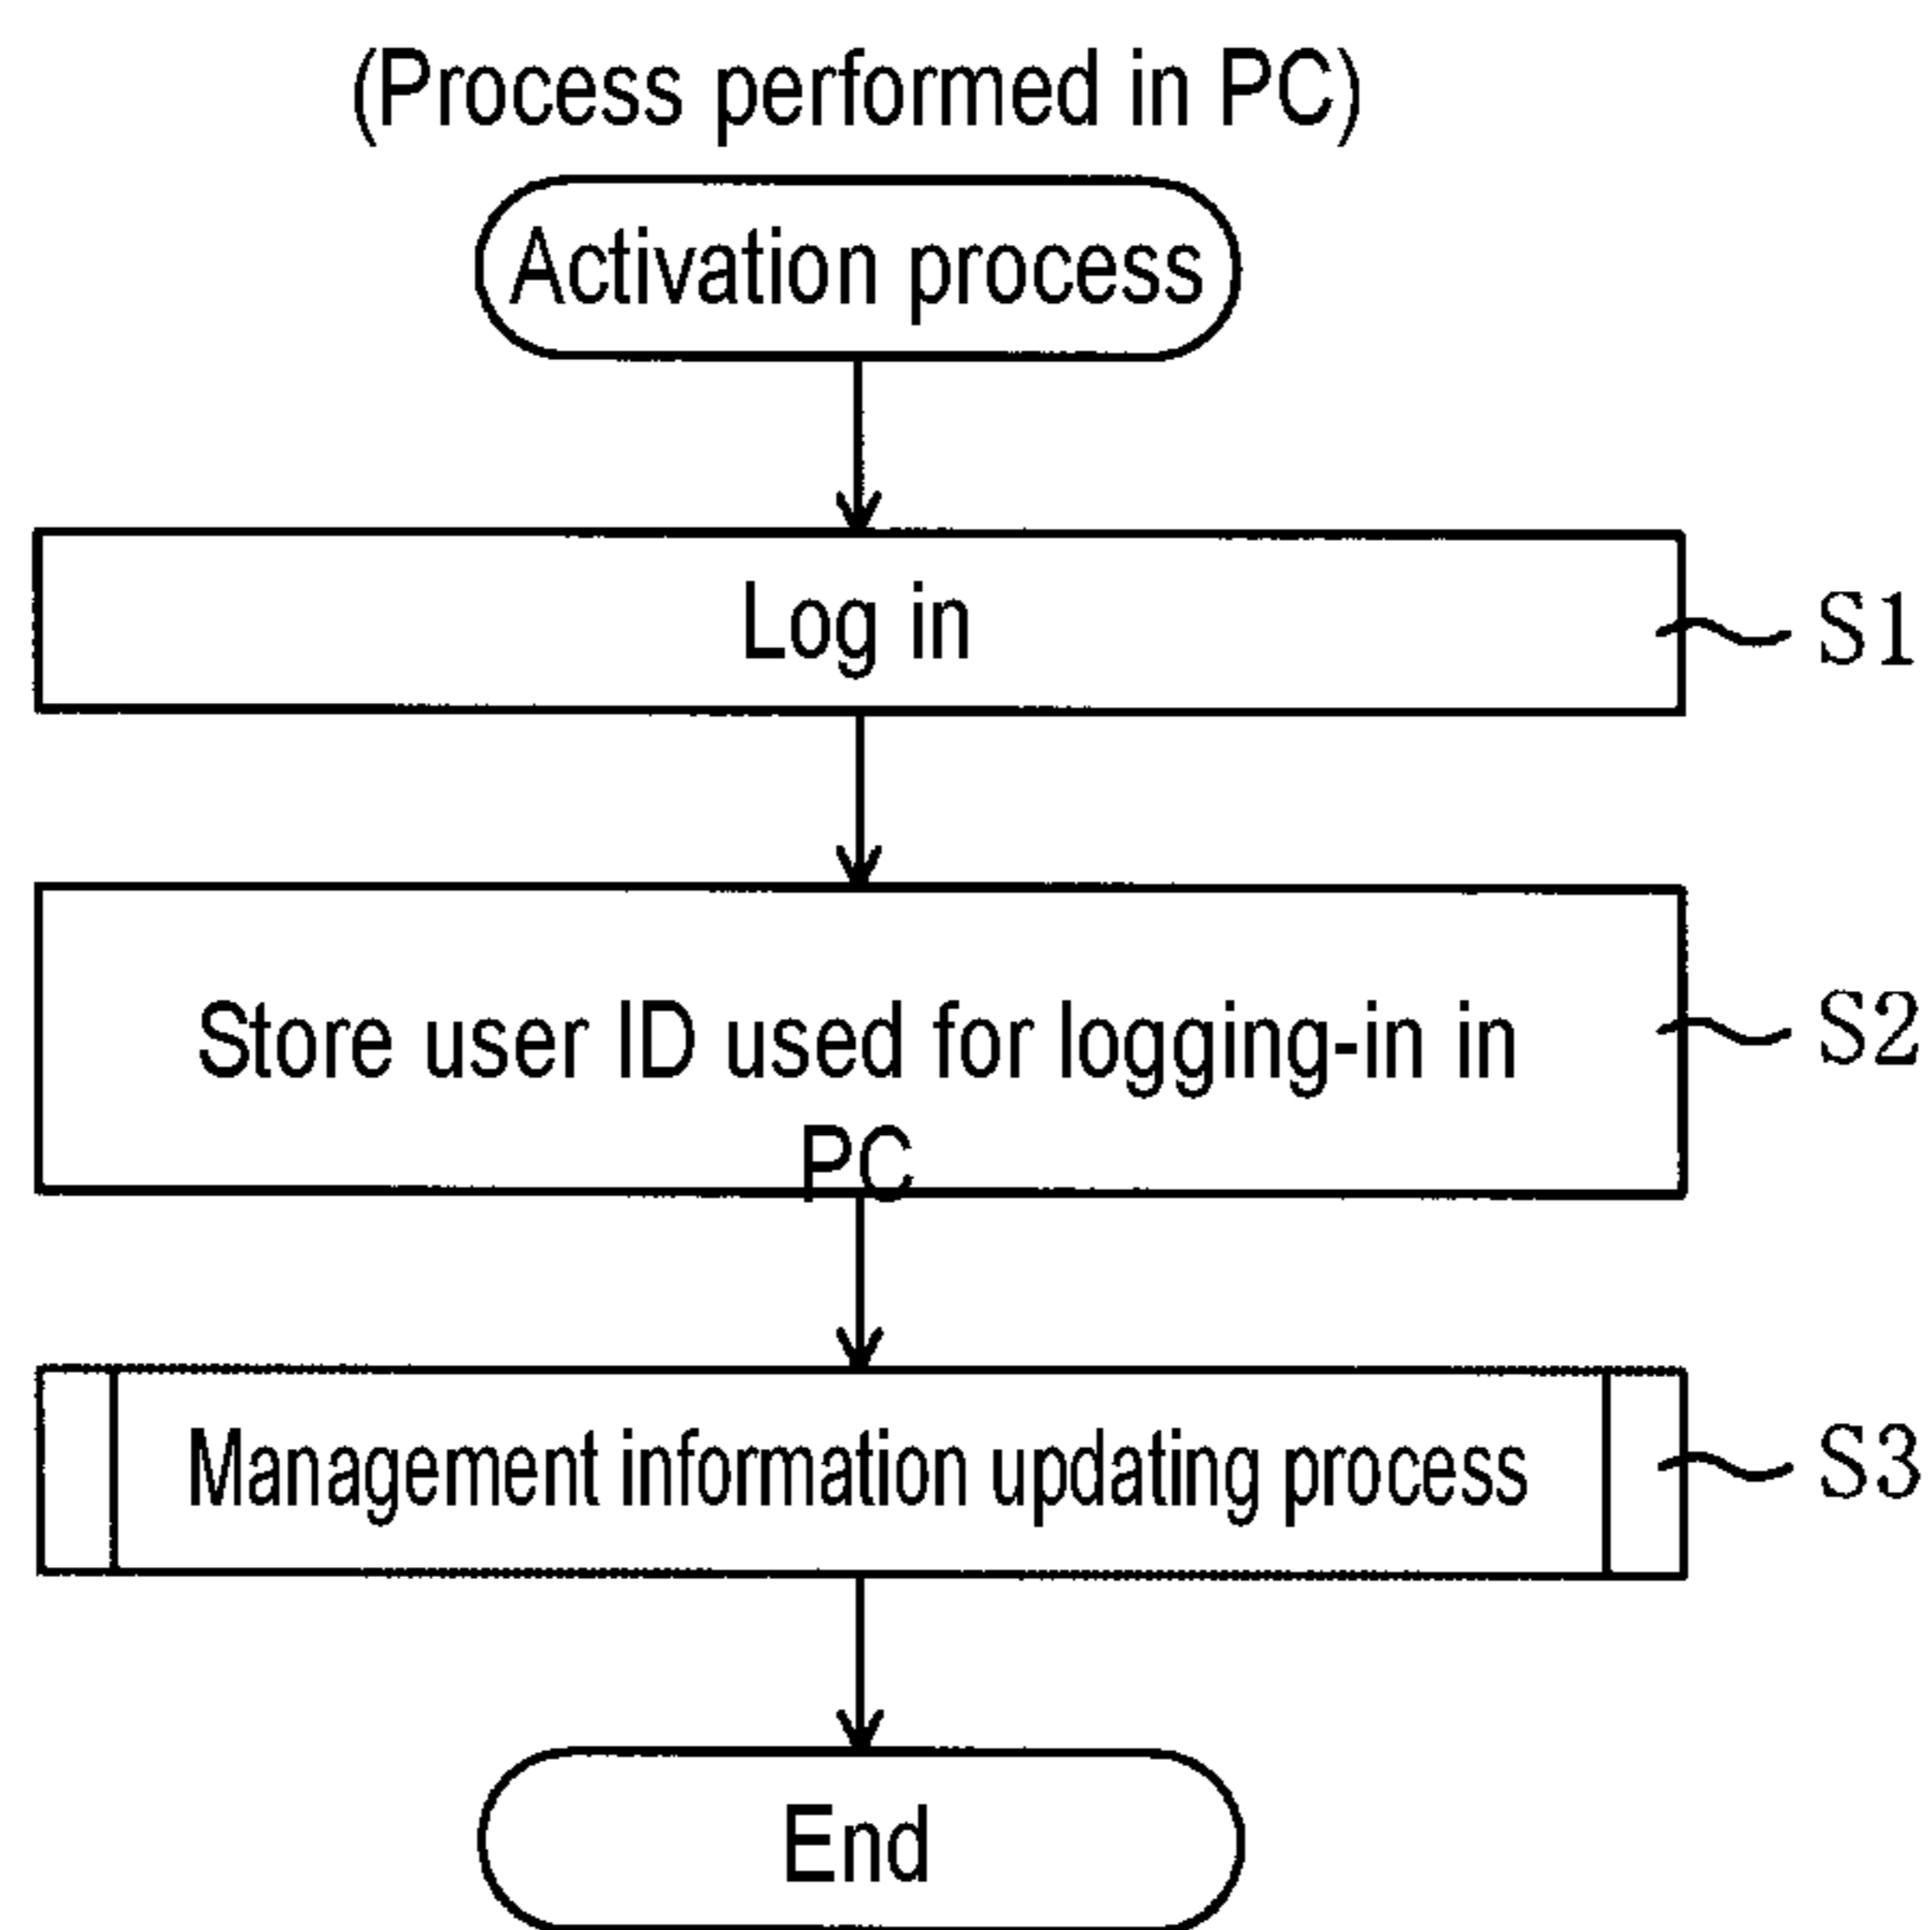 (Process performed in PC)
Activation process
Log in
S1
Store user ID used for logging-in in
PC
S2
Management information updating process
S3
End